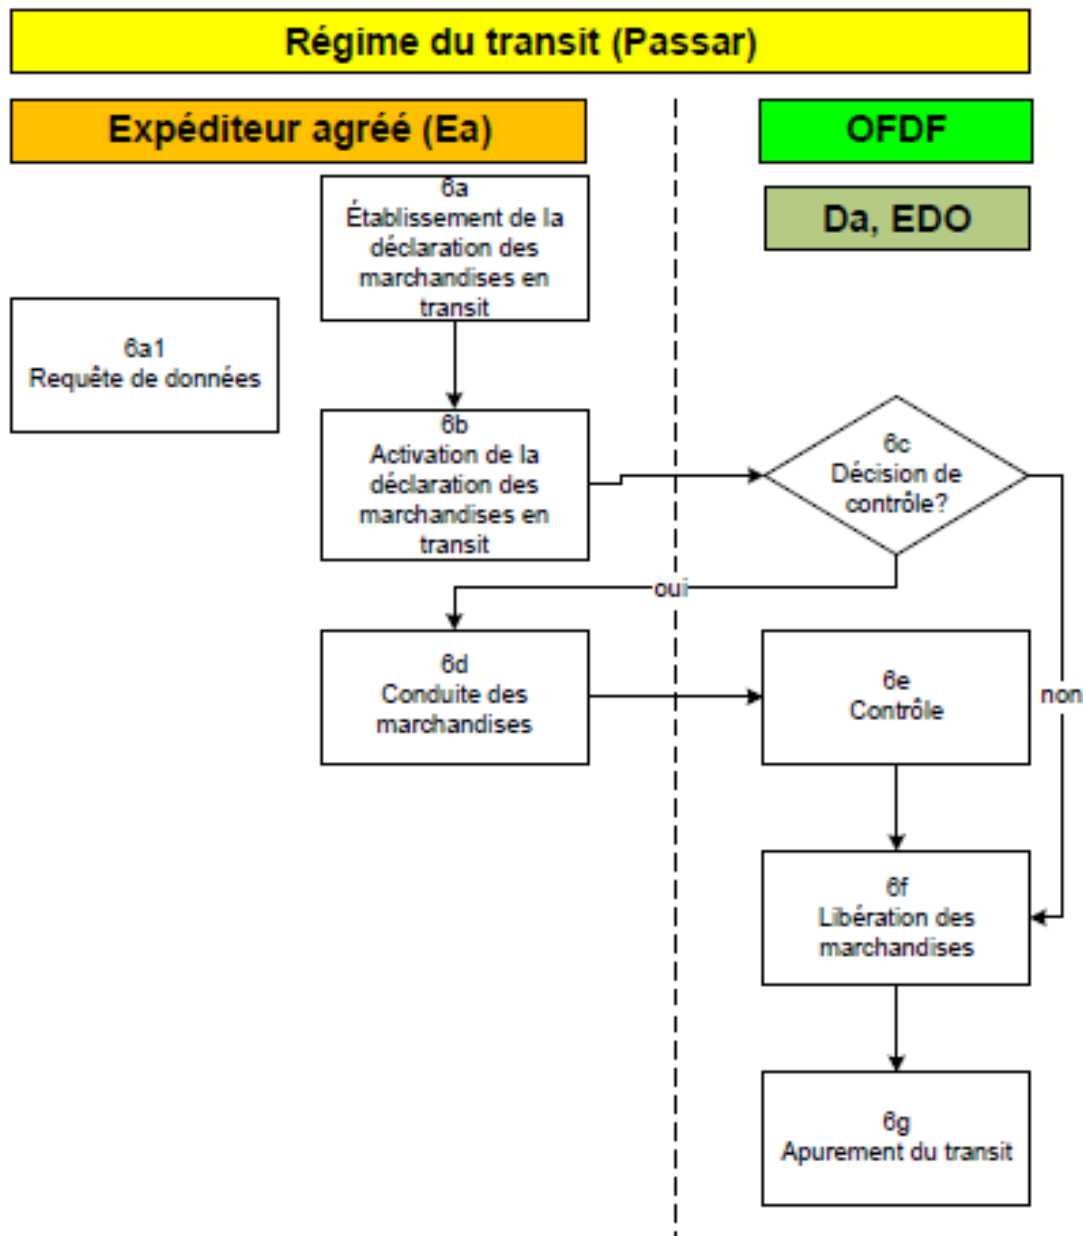 Régime du transit (Passar)
Expéditeur agréé (Ea)
OFDF
Da, EDO
6a
Établissement de la
déclaration des
marchandises en
transit
6a1
Requête de données
6b
Activation de la
déclaration des
marchandises en
transit
6c
Décision de
contrôle?
oui
6d
Conduite des
marchandises
6e
Contrôle
non
6f
Libération des
marchandises
6g
Apurement du transit